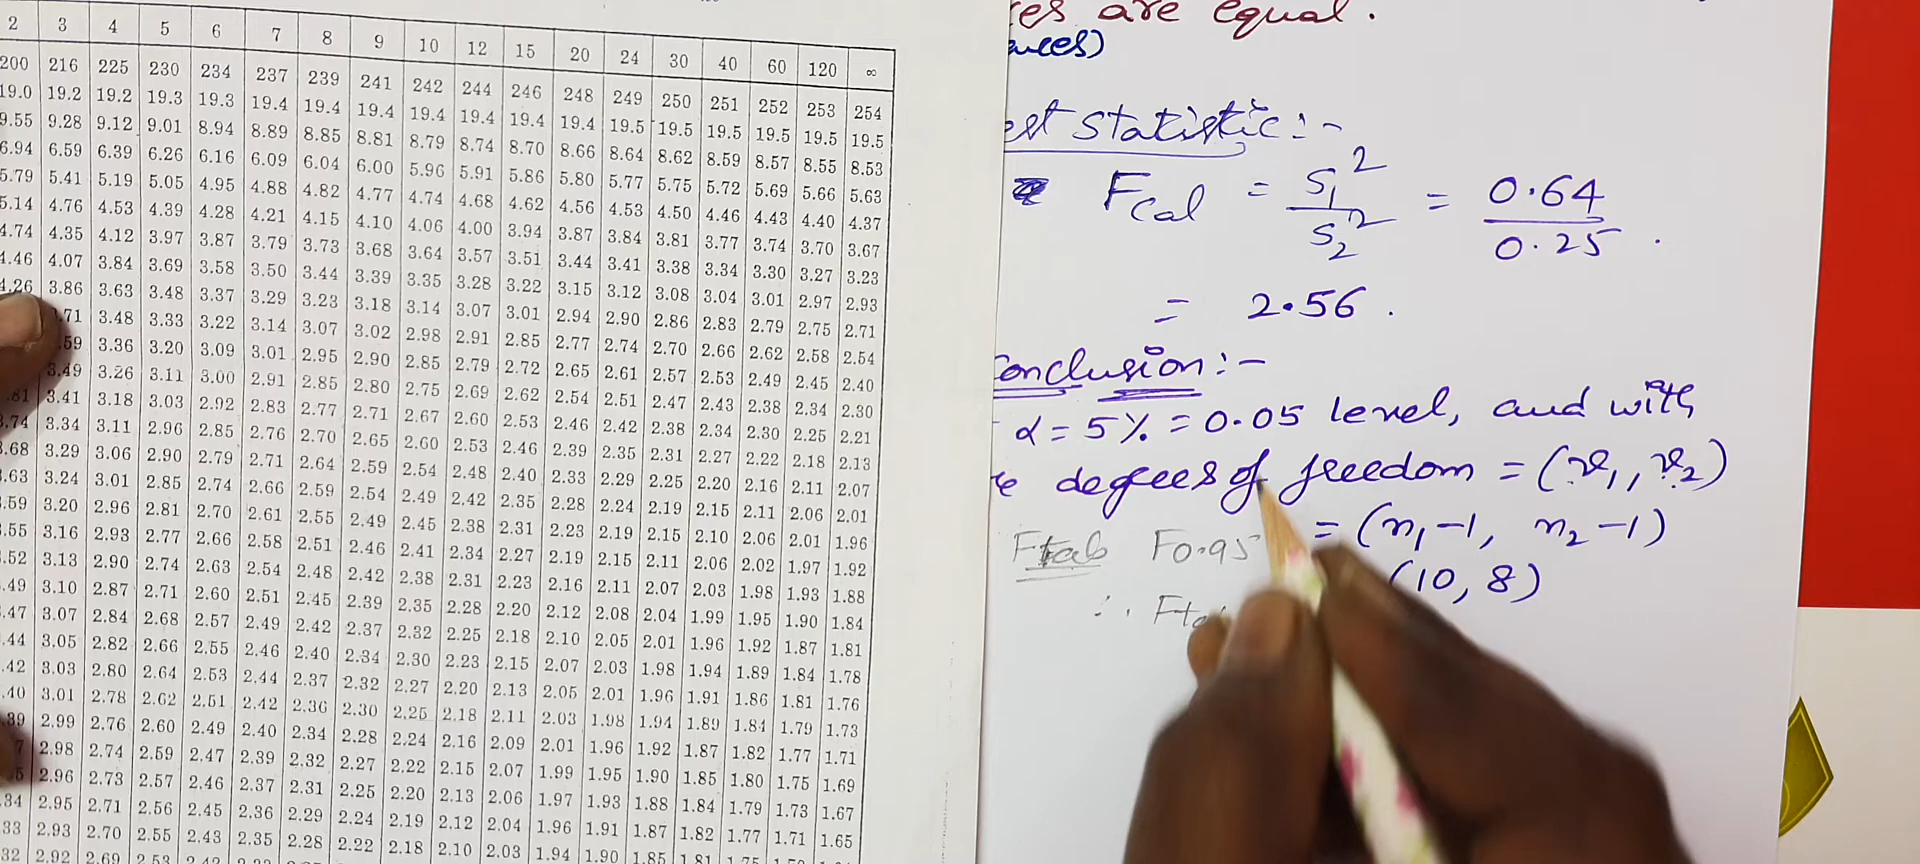 2 3 4 5 6 7 8 9 10 12 15 20 24 30 40 60 120 ∞
200 216 225 230 234 237 239 241 242 244 246 248 249 250 251 252 253 254
19.0 19.2 19.2 19.3 19.3 19.4 19.4 19.4 19.4 19.4 19.4 19.4 19.5 19.5 19.5 19.5 19.5 19.5
9.55 9.28 9.12 9.01 8.94 8.89 8.85 8.81 8.79 8.74 8.70 8.66 8.64 8.62 8.59 8.57 8.55 8.53
6.94 6.59 6.39 6.26 6.16 6.09 6.04 6.00 5.96 5.91 5.86 5.80 5.77 5.75 5.72 5.69 5.66 5.63
5.79 5.41 5.19 5.05 4.95 4.88 4.82 4.77 4.74 4.68 4.62 4.56 4.53 4.50 4.46 4.43 4.40 4.37
5.14 4.76 4.53 4.39 4.28 4.21 4.15 4.10 4.06 4.00 3.94 3.87 3.84 3.81 3.77 3.74 3.70 3.67
4.74 4.35 4.12 3.97 3.87 3.79 3.73 3.68 3.64 3.57 3.51 3.44 3.41 3.38 3.34 3.30 3.27 3.23
4.46 4.07 3.84 3.69 3.58 3.50 3.44 3.39 3.35 3.28 3.22 3.15 3.12 3.08 3.04 3.01 2.97 2.93
4.26 3.86 3.63 3.48 3.37 3.29 3.23 3.18 3.14 3.07 3.01 2.94 2.90 2.86 2.83 2.79 2.75 2.71
.71 3.48 3.33 3.22 3.14 3.07 3.02 2.98 2.91 2.85 2.77 2.74 2.70 2.66 2.62 2.58 2.54
.59 3.36 3.20 3.09 3.01 2.95 2.90 2.85 2.79 2.72 2.65 2.61 2.57 2.53 2.49 2.45 2.40
3.49 3.26 3.11 3.00 2.91 2.85 2.80 2.75 2.69 2.62 2.54 2.51 2.47 2.43 2.38 2.34 2.30
.81 3.41 3.18 3.03 2.92 2.83 2.77 2.71 2.67 2.60 2.53 2.46 2.42 2.38 2.34 2.30 2.25 2.21
3.74 3.34 3.11 2.96 2.85 2.76 2.70 2.65 2.60 2.53 2.46 2.39 2.35 2.31 2.27 2.22 2.18 2.13
3.68 3.29 3.06 2.90 2.79 2.71 2.64 2.59 2.54 2.48 2.40 2.33 2.29 2.25 2.20 2.16 2.11 2.07
3.63 3.24 3.01 2.85 2.74 2.66 2.59 2.54 2.49 2.42 2.35 2.28 2.24 2.19 2.15 2.11 2.06 2.01
3.59 3.20 2.96 2.81 2.70 2.61 2.55 2.49 2.45 2.38 2.31 2.23 2.19 2.15 2.10 2.06 2.01 1.96
3.55 3.16 2.93 2.77 2.66 2.58 2.51 2.46 2.41 2.34 2.27 2.19 2.15 2.11 2.06 2.02 1.97 1.92
3.52 3.13 2.90 2.74 2.63 2.54 2.48 2.42 2.38 2.31 2.23 2.16 2.11 2.07 2.03 1.98 1.93 1.88
.49 3.10 2.87 2.71 2.60 2.51 2.45 2.39 2.35 2.28 2.20 2.12 2.08 2.04 1.99 1.95 1.90 1.84
.47 3.07 2.84 2.68 2.57 2.49 2.42 2.37 2.32 2.25 2.18 2.10 2.05 2.01 1.96 1.92 1.87 1.81
.44 3.05 2.82 2.66 2.55 2.46 2.40 2.34 2.30 2.23 2.15 2.07 2.03 1.98 1.94 1.89 1.84 1.78
.42 3.03 2.80 2.64 2.53 2.44 2.37 2.32 2.27 2.20 2.13 2.05 2.01 1.96 1.91 1.86 1.81 1.76
.40 3.01 2.78 2.62 2.51 2.42 2.36 2.30 2.25 2.18 2.11 2.03 1.98 1.94 1.89 1.84 1.79 1.73
.39 2.99 2.76 2.60 2.49 2.40 2.34 2.28 2.24 2.16 2.09 2.01 1.96 1.92 1.87 1.82 1.77 1.71
7 2.98 2.74 2.59 2.47 2.39 2.32 2.27 2.22 2.15 2.07 1.99 1.95 1.90 1.85 1.80 1.75 1.69
5 2.96 2.73 2.57 2.46 2.37 2.31 2.25 2.20 2.13 2.06 1.97 1.93 1.88 1.84 1.79 1.73 1.67
.34 2.95 2.71 2.56 2.45 2.36 2.29 2.24 2.19 2.12 2.04 1.96 1.91 1.87 1.82 1.77 1.71 1.65
.33 2.93 2.70 2.55 2.43 2.35 2.28 2.22 2.18 2.10 2.03 1.94 1.90 1.85 1.81
32 2.92 2.69 2.53
es are equal.
ances)
est statistic:-
Fcal = s₁²/s₂² = 0.64/0.25.
= 2.56.
Conclusion:-
α = 5% = 0.05 level, and with
e degrees of freedom = (ν₁, ν₂)
Ftab F0.95 = (n₁-1, n₂-1)
(10, 8)
∴ Fta